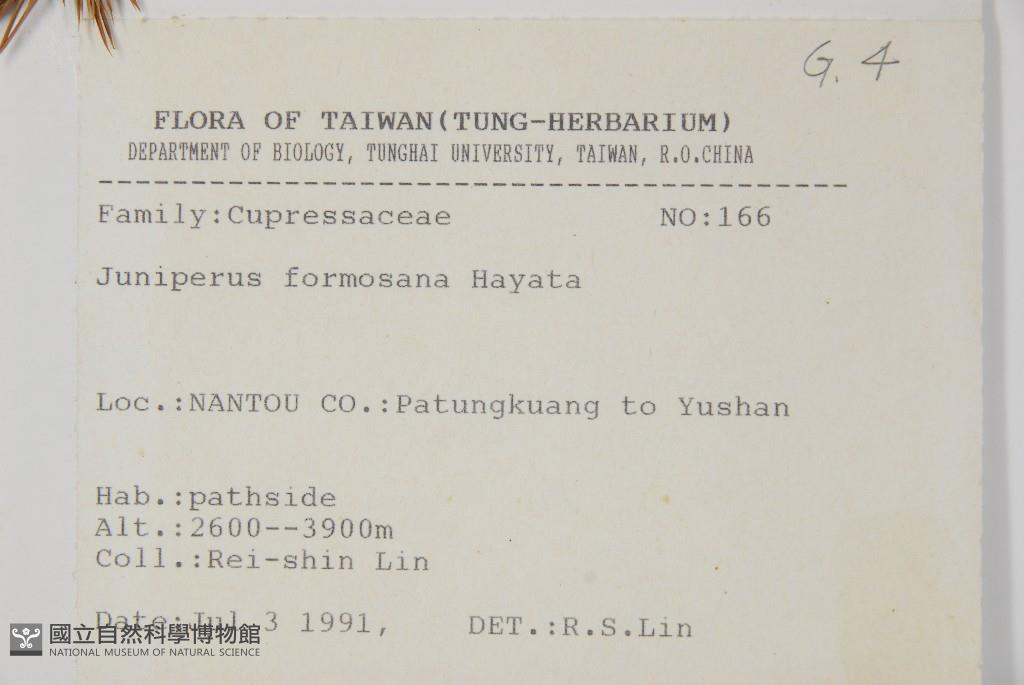 G. 4
FLORA OF TAIWAN(TUNG-HERBARIUM)
DEPARTMENT OF BIOLOGY, TUNGHAI UNIVERSITY, TAIWAN, R.O.CHINA
Family:Cupressaceae NO:166
Juniperus formosana Hayata
Loc.:NANTOU CO.:Patungkuang to Yushan
Hab.:pathside
Alt.:2600--3900m
Coll.:Rei-shin Lin
Date:Jul 3 1991, DET.:R.S.Lin
國立自然科學博物館
NATIONAL MUSEUM OF NATURAL SCIENCE